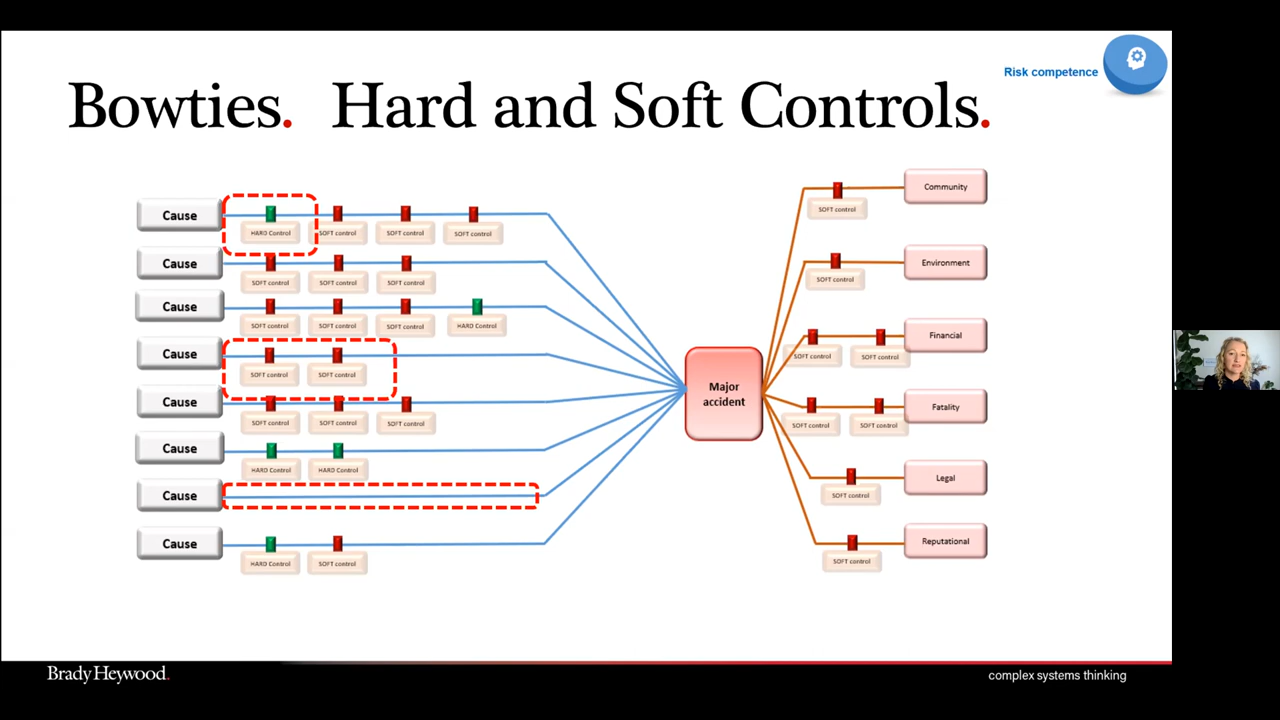 Risk competence
Bowties. Hard and Soft Controls.
Cause
HARD Control
SOFT control
SOFT control
SOFT control
Cause
SOFT control
SOFT control
SOFT control
Cause
SOFT control
SOFT control
SOFT control
HARD Control
Cause
SOFT control
SOFT control
Cause
SOFT control
SOFT control
SOFT control
Cause
HARD Control
HARD Control
Cause
Cause
HARD Control
SOFT control
Major
accident
SOFT control
Community
SOFT control
Environment
SOFT control
SOFT control
Financial
SOFT control
SOFT control
Fatality
SOFT control
Legal
SOFT control
Reputational
BradyHeywood.
complex systems thinking